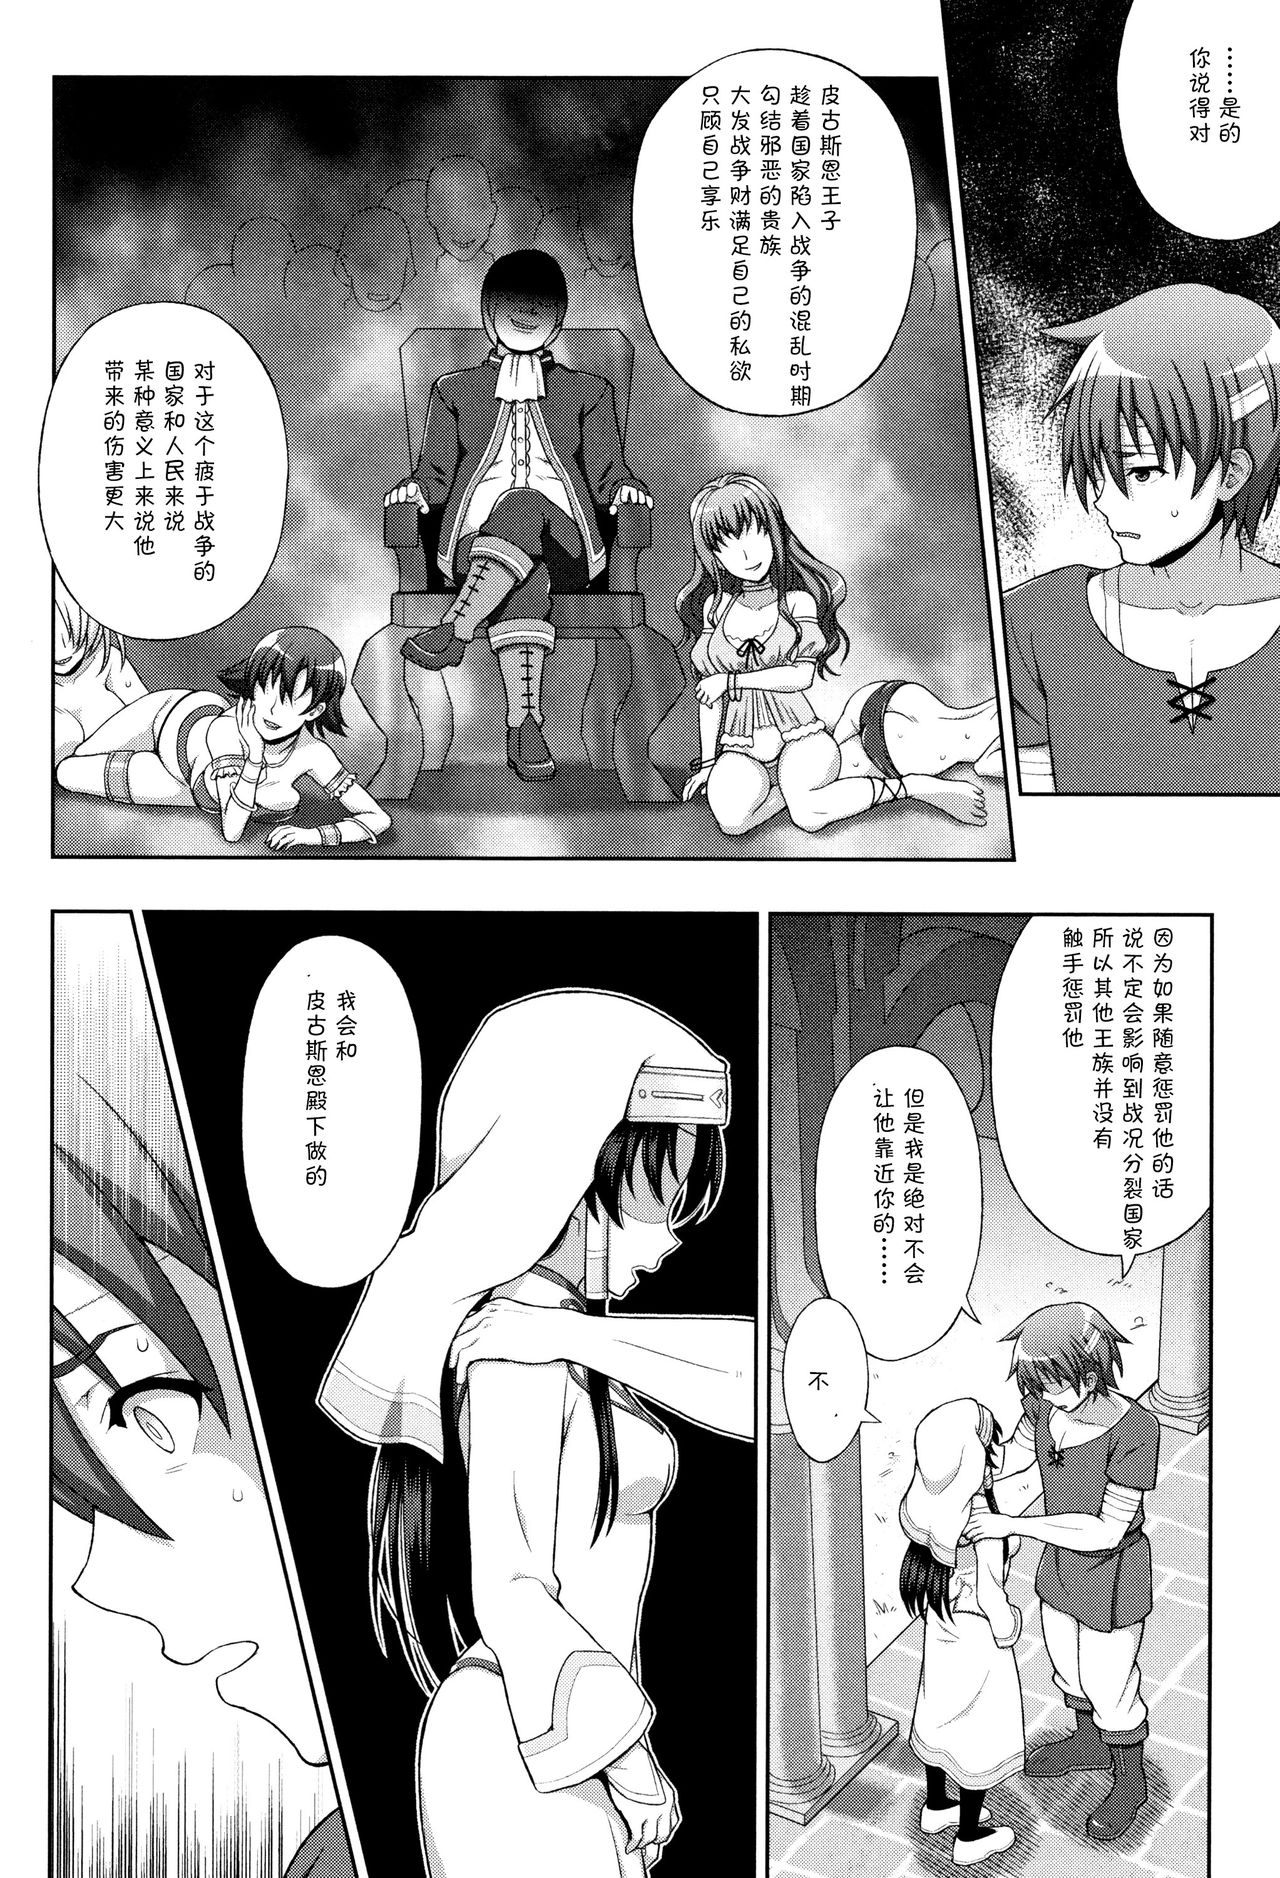 ……是的
你说得对
皮古斯恩王子
趁着国家陷入战争的混乱时期
勾结邪恶的贵族
大发战争财满足自己的私欲
只顾自己享乐
对于这个疲于战争的
国家和人民来说
某种意义上来说他
带来的伤害更大
因为如果随意惩罚他的话
说不定会影响到战况分裂国家
所以其他王族并没有
触手惩罚他
但是我是绝对不会
让他靠近你的……
不
我会和
皮古斯恩殿下做的